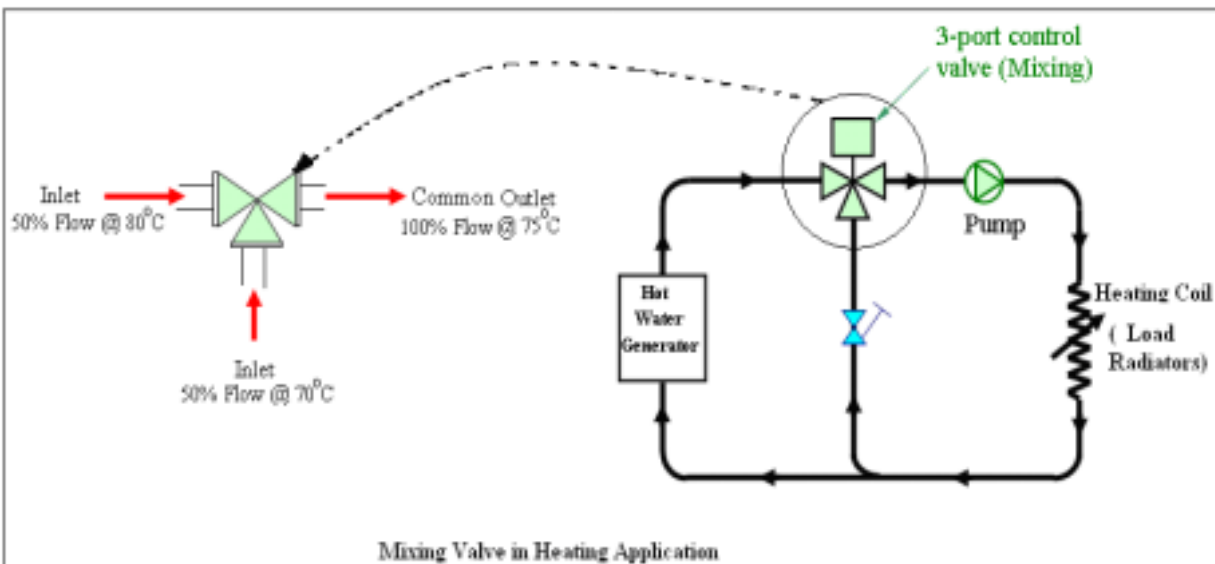 3-port control
valve (Mixing)
Inlet
50% Flow @ 80°C
Common Outlet
100% Flow @ 75°C
Inlet
50% Flow @ 70°C
Pump
Hot
Water
Generator
Heating Coil
( Load
Radiators)
Mixing Valve in Heating Application